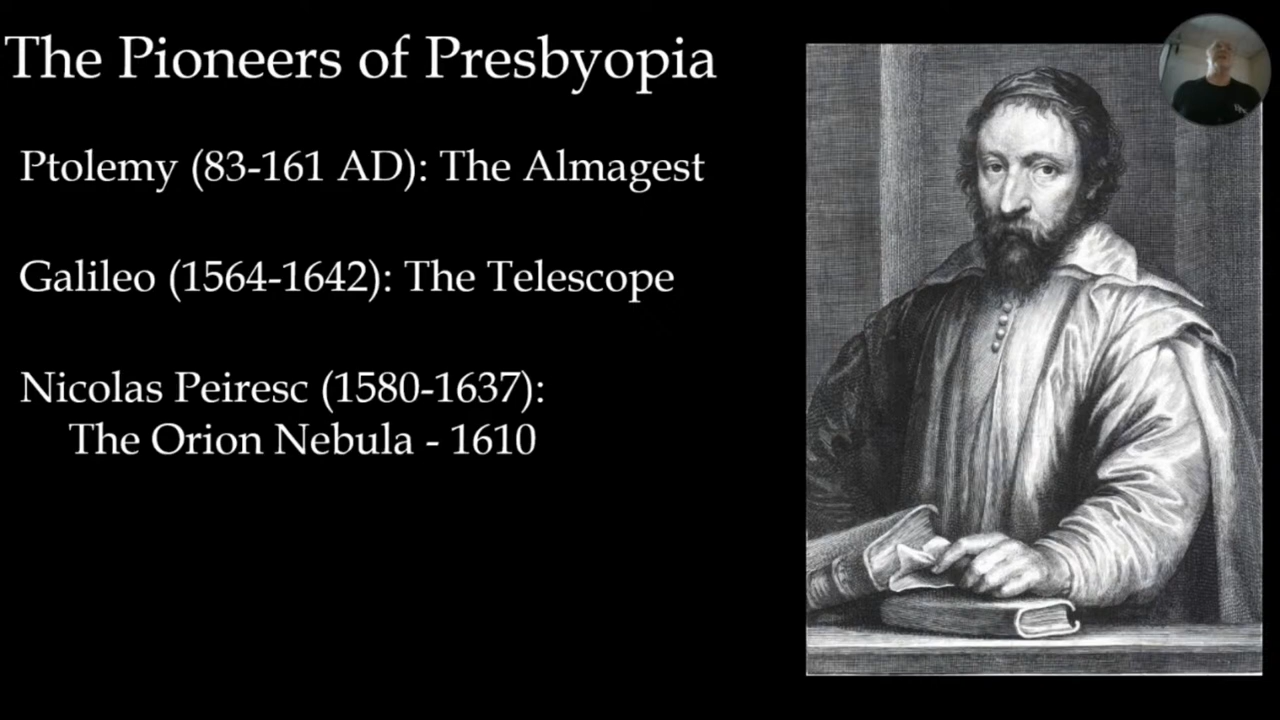 The Pioneers of Presbyopia
Ptolemy (83-161 AD): The Almagest
Galileo (1564-1642): The Telescope
Nicolas Peiresc (1580-1637):
The Orion Nebula - 1610